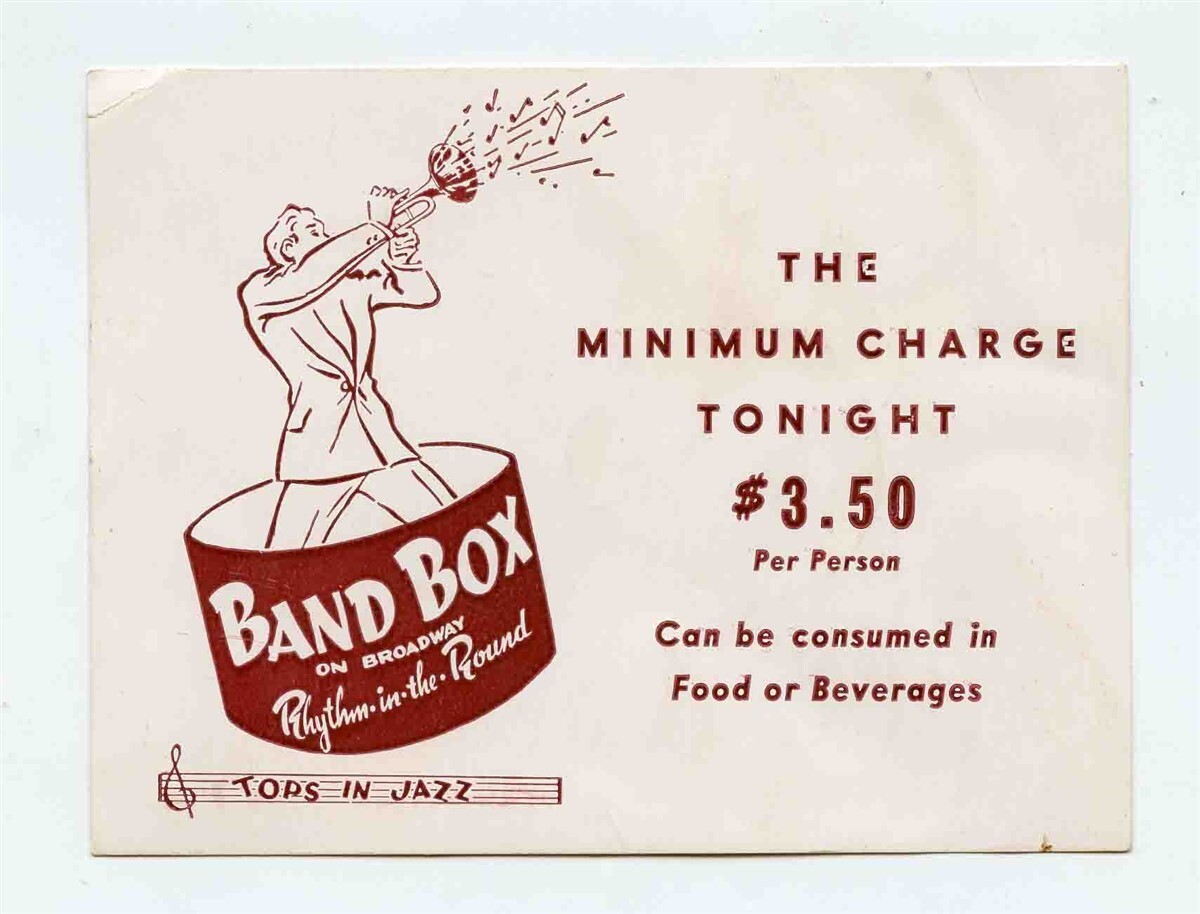 BAND BOX
ON BROADWAY
Rhythm-in-the-Round
TOPS IN JAZZ
THE
MINIMUM CHARGE
TONIGHT
$3.50
Per Person
Can be consumed in
Food or Beverages